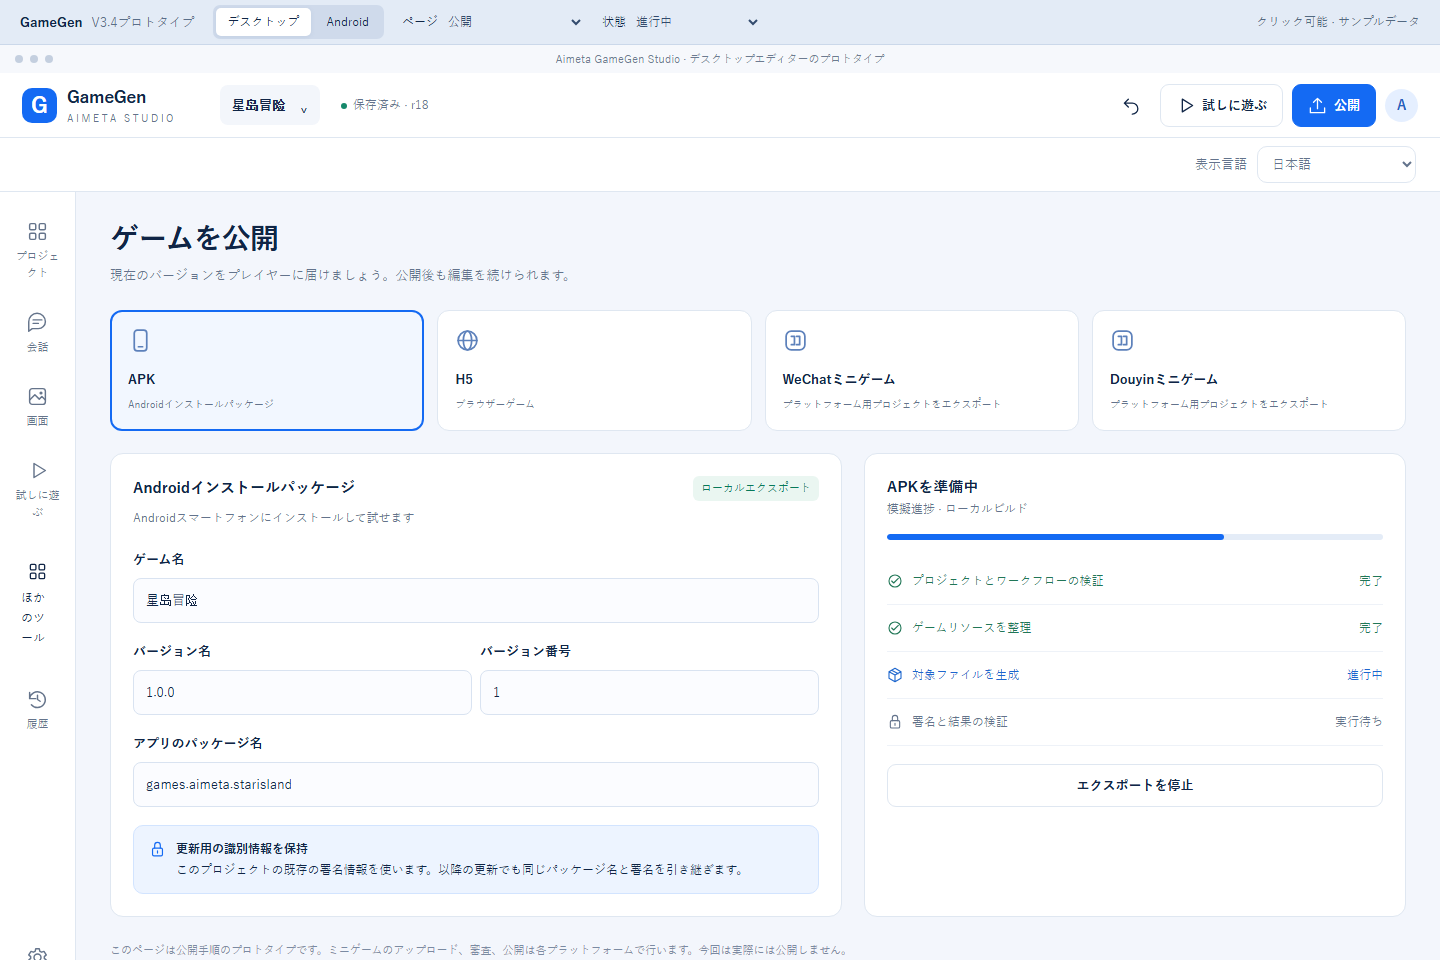 GameGen V3.4プロトタイプ デスクトップ Android ページ 公開 状態 進行中 クリック可能 · サンプルデータ
Aimeta GameGen Studio · デスクトップエディターのプロトタイプ
G GameGen
AIMETA STUDIO
星岛冒险
保存済み · r18
試しに遊ぶ
公開
A
表示言語 日本語
プロジェ
クト
会話
画面
試しに遊
ぶ
ほか
のツ
ール
履歴
ゲームを公開
現在のバージョンをプレイヤーに届けましょう。公開後も編集を続けられます。
APK
Androidインストールパッケージ
H5
ブラウザーゲーム
WeChatミニゲーム
プラットフォーム用プロジェクトをエクスポート
Douyinミニゲーム
プラットフォーム用プロジェクトをエクスポート
Androidインストールパッケージ
ローカルエクスポート
Androidスマートフォンにインストールして試せます
ゲーム名
星岛冒险
バージョン名
バージョン番号
1.0.0
1
アプリのパッケージ名
games.aimeta.starisland
更新用の識別情報を保持
このプロジェクトの既存の署名情報を使います。以降の更新でも同じパッケージ名と署名を引き継ぎます。
APKを準備中
模擬進捗 · ローカルビルド
プロジェクトとワークフローの検証 完了
ゲームリソースを整理 完了
対象ファイルを生成 進行中
署名と結果の検証 実行待ち
エクスポートを停止
このページは公開手順のプロトタイプです。ミニゲームのアップロード、審査、公開は各プラットフォームで行います。今回は実際には公開しません。